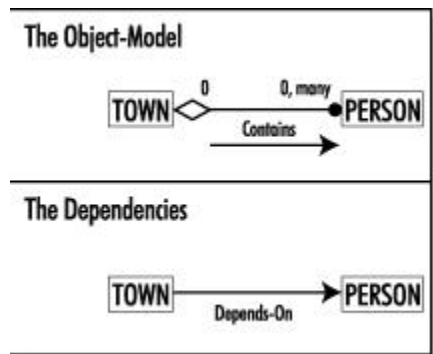 The Object-Model
0 0, many
TOWN PERSON
Contains
The Dependencies
TOWN PERSON
Depends-On